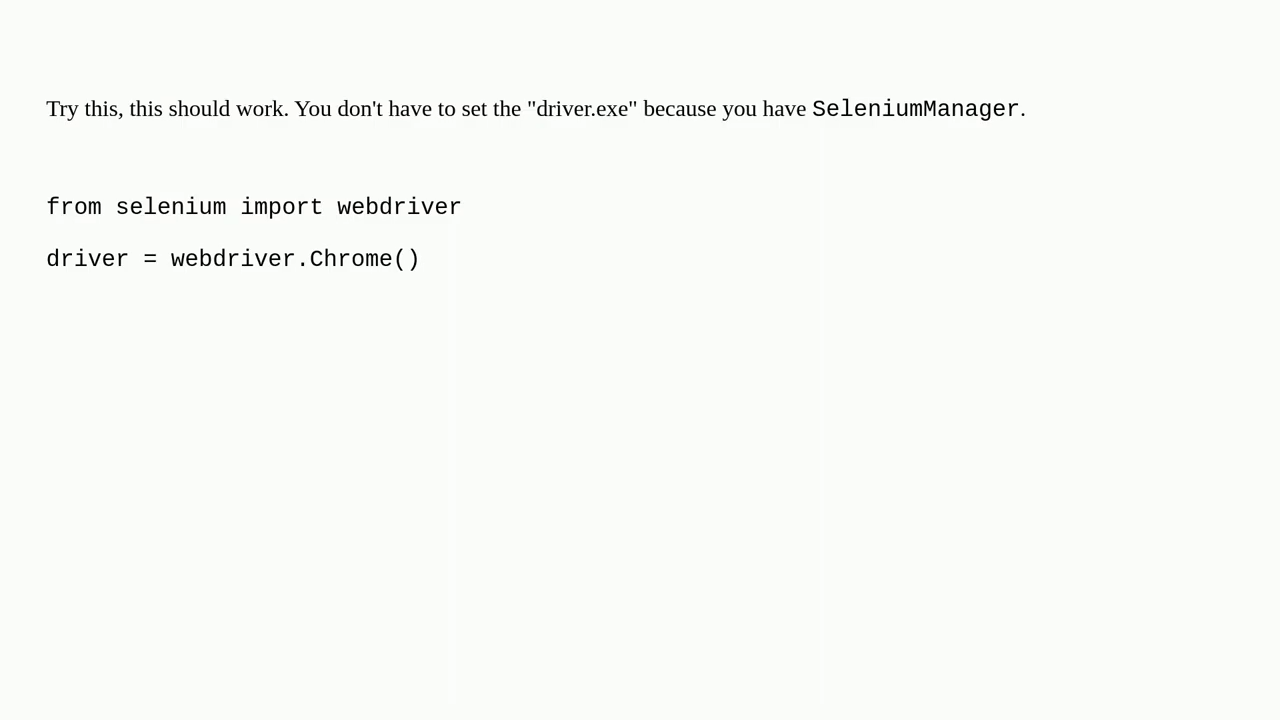 Try this, this should work. You don't have to set the "driver.exe" because you have SeleniumManager.
from selenium import webdriver
driver = webdriver.Chrome()